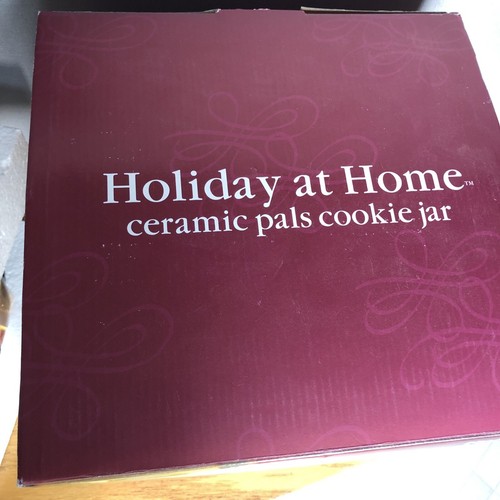 Holiday at Home™
ceramic pals cookie jar